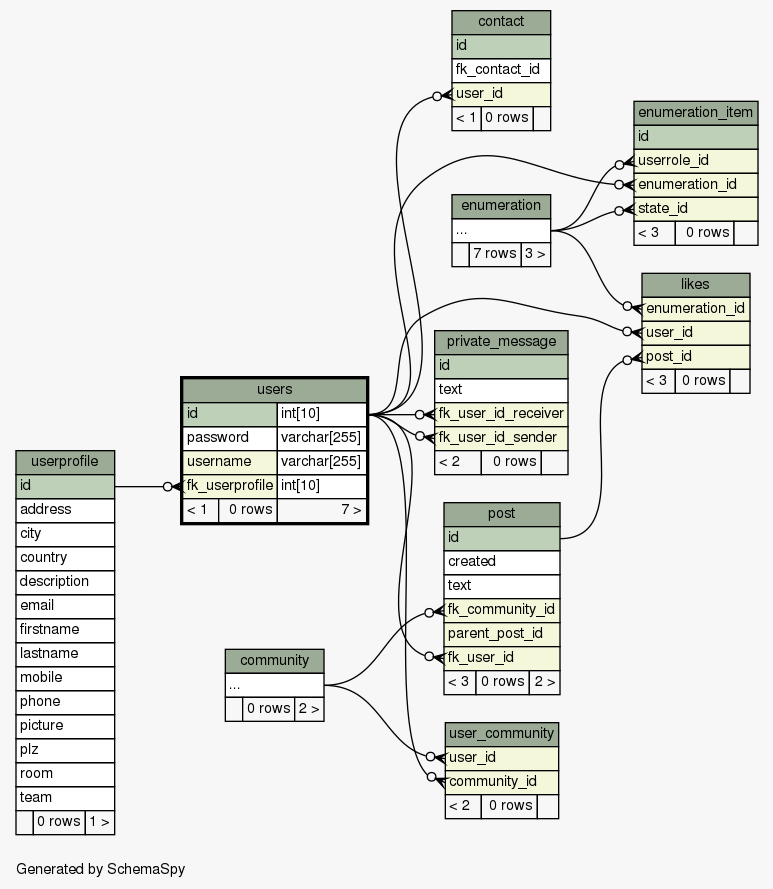 contact
id
fk_contact_id
user_id
< 1 0 rows
enumeration_item
id
userrole_id
enumeration_id
state_id
< 3 0 rows
enumeration
...
7 rows 3 >
likes
enumeration_id
user_id
post_id
< 3 0 rows
private_message
id
text
fk_user_id_receiver
fk_user_id_sender
< 2 0 rows
users
id int[10]
password varchar[255]
username varchar[255]
fk_userprofile int[10]
< 1 0 rows 7 >
userprofile
id
address
city
country
description
email
firstname
lastname
mobile
phone
picture
plz
room
team
0 rows 1 >
post
id
created
text
fk_community_id
parent_post_id
fk_user_id
< 3 0 rows 2 >
community
...
0 rows 2 >
user_community
user_id
community_id
< 2 0 rows
Generated by SchemaSpy